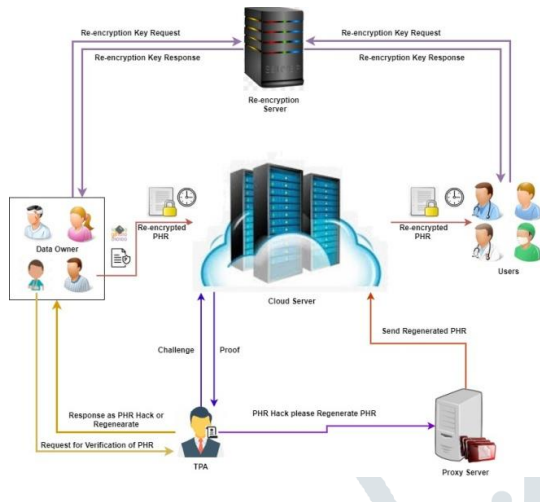 Re-encryption Key Request
Re-encryption Key Request
Re-encryption Key Response
Re-encryption Key Response
Re-encryption
Server
Re-encrypted
PHR
Re-encrypted
PHR
Data Owner
Users
Cloud Server
Send Regenerated PHR
Challenge
Proof
Response as PHR Hack or
Regenearate
PHR Hack please Regenerate PHR
Request for Verification of PHR
TPA
Proxy Server